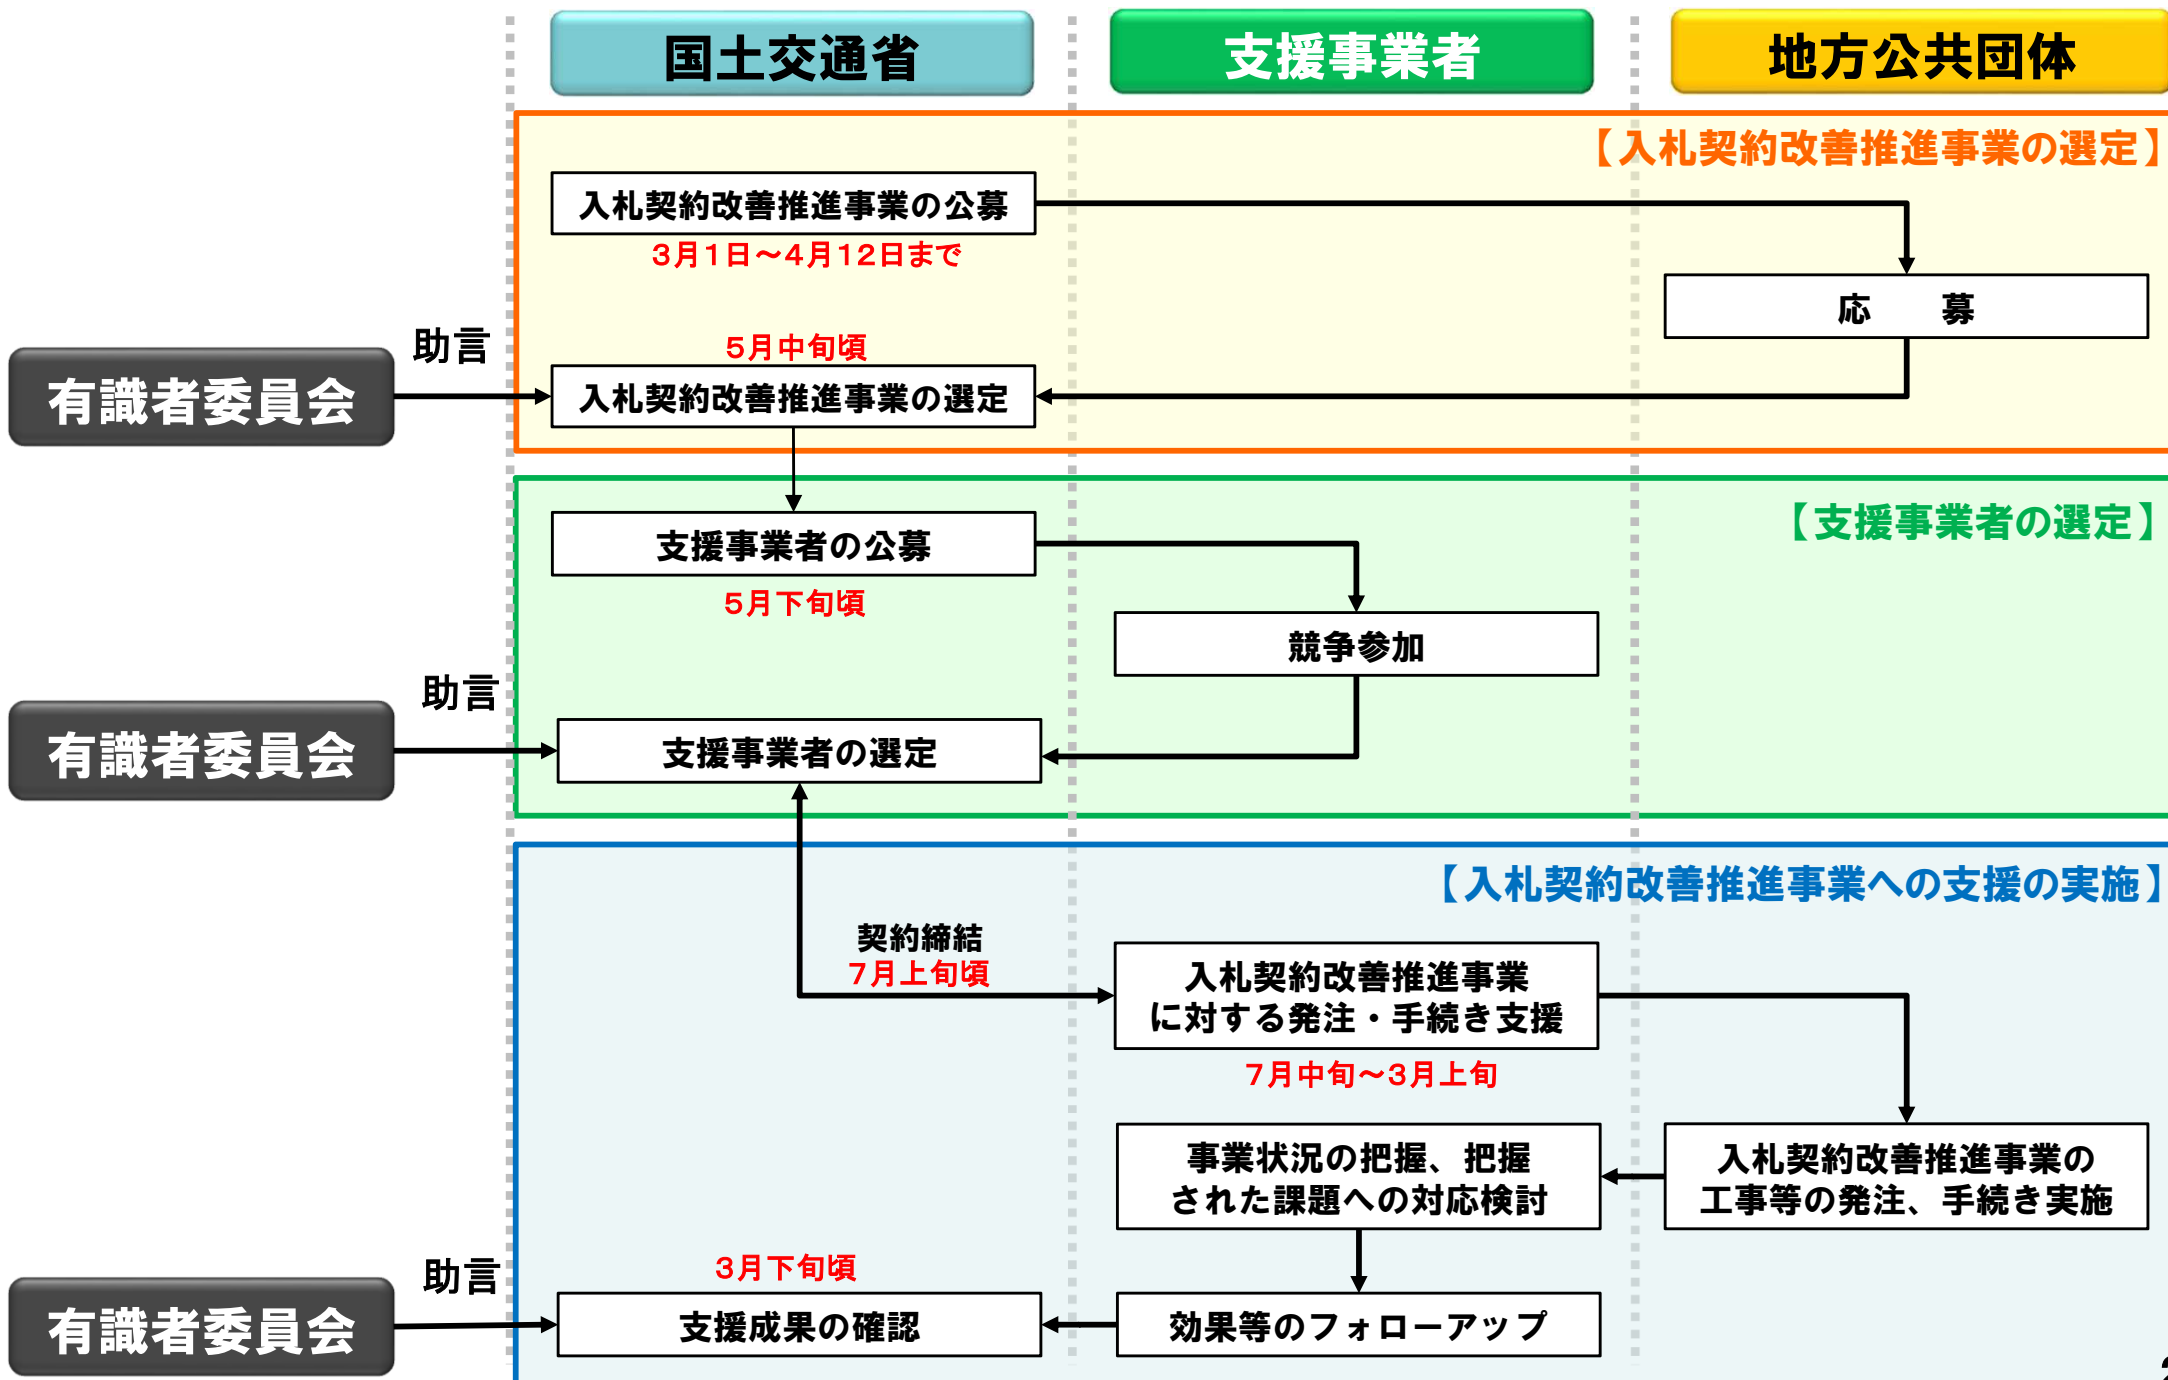 国土交通省
支援事業者
地方公共団体
【入札契約改善推進事業の選定】
入札契約改善推進事業の公募
3月1日～4月12日まで
応　　募
助言
5月中旬頃
有識者委員会
入札契約改善推進事業の選定
【支援事業者の選定】
支援事業者の公募
5月下旬頃
競争参加
助言
有識者委員会
支援事業者の選定
【入札契約改善推進事業への支援の実施】
契約締結
7月上旬頃
入札契約改善推進事業
に対する発注・手続き支援
7月中旬～3月上旬
事業状況の把握、把握
された課題への対応検討
入札契約改善推進事業の
工事等の発注、手続き実施
助言
3月下旬頃
有識者委員会
支援成果の確認
効果等のフォローアップ